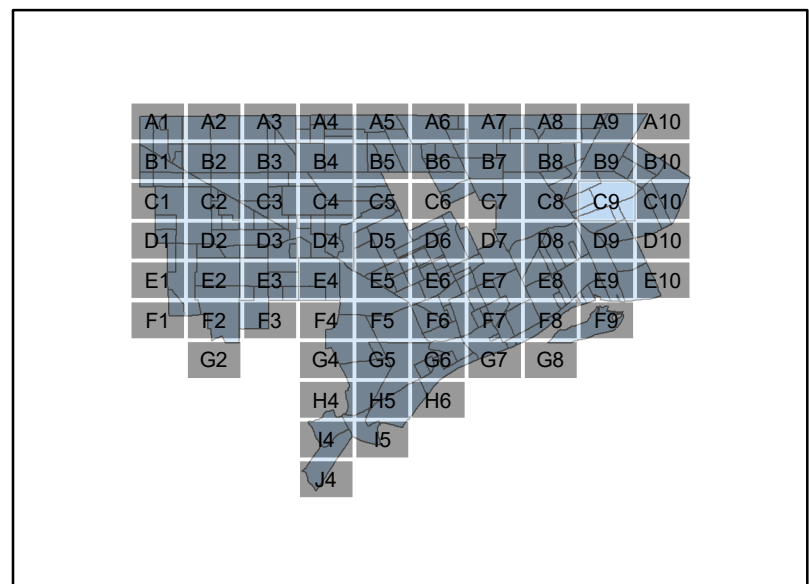 A1 A2 A3 A4 A5 A6 A7 A8 A9 A10
B1 B2 B3 B4 B5 B6 B7 B8 B9 B10
C1 C2 C3 C4 C5 C6 C7 C8 C9 C10
D1 D2 D3 D4 D5 D6 D7 D8 D9 D10
E1 E2 E3 E4 E5 E6 E7 E8 E9 E10
F1 F2 F3 F4 F5 F6 F7 F8 F9
G2 G4 G5 G6 G7 G8
H4 H5 H6
I4 I5
J4